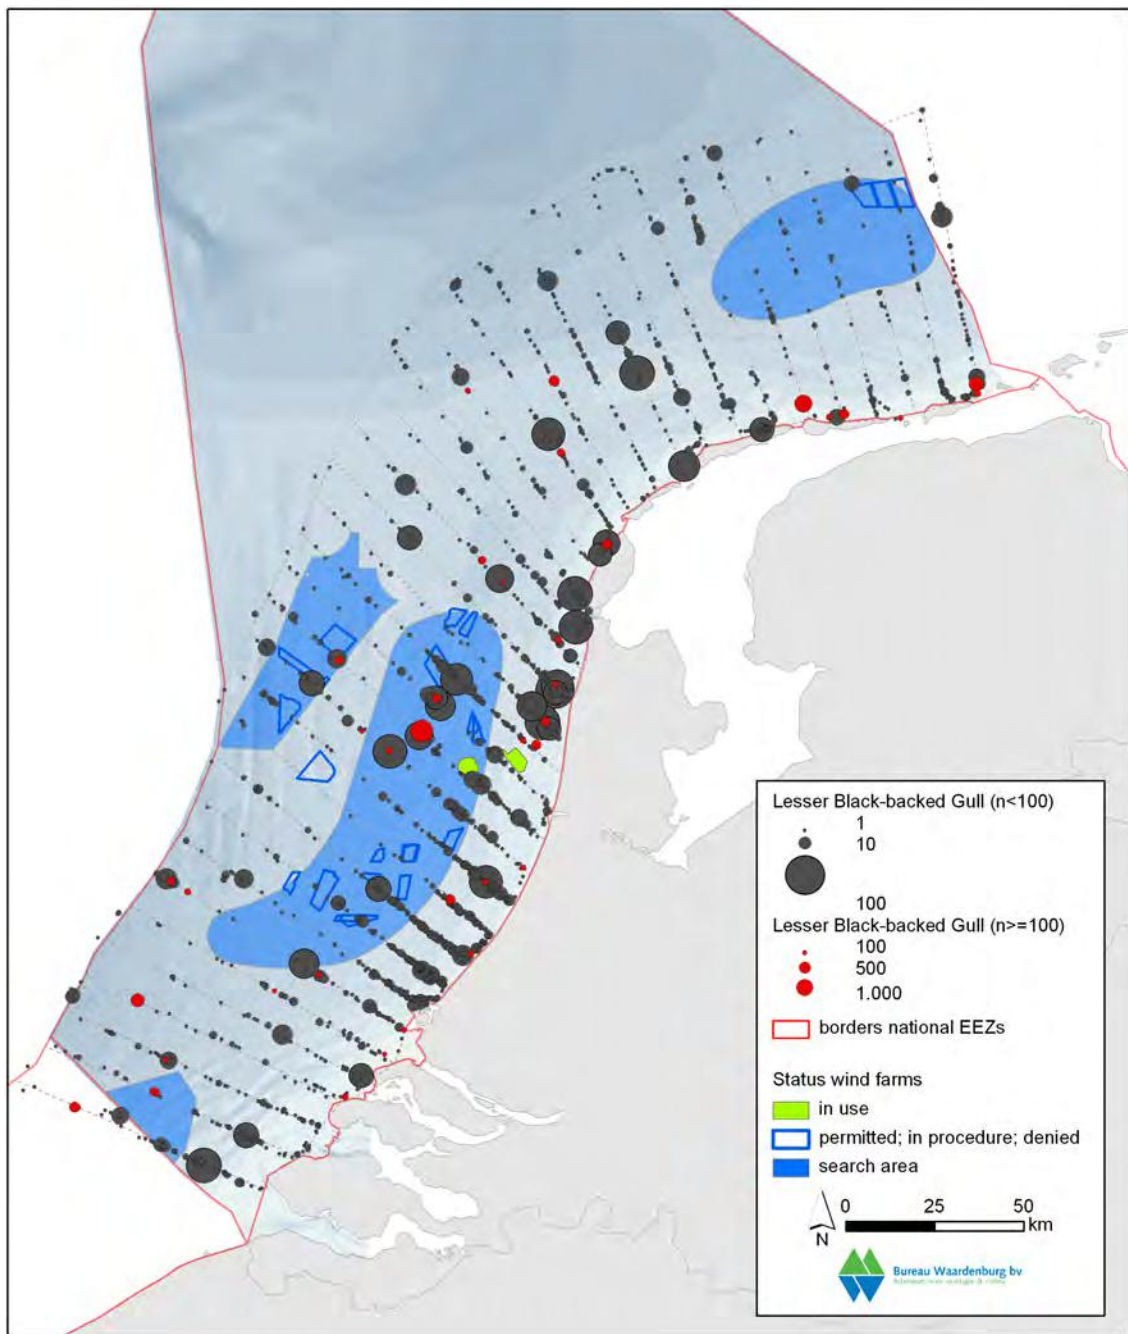 Lesser Black-backed Gull (n<100)
1
10
100
Lesser Black-backed Gull (n>=100)
100
500
1.000
borders national EEZs
Status wind farms
in use
permitted; in procedure; denied
search area
0 25 50
km
N
Bureau Waardenburg bv